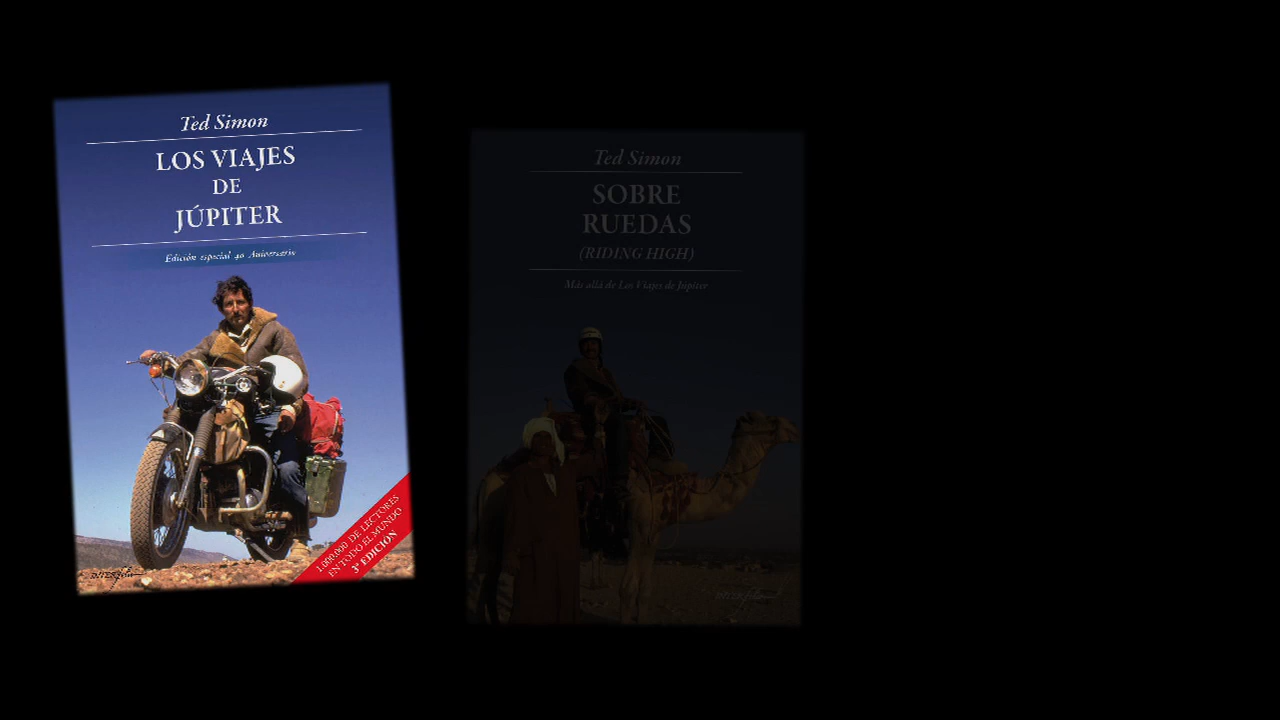 Ted Simon
LOS VIAJES
DE
JÚPITER
Edición especial 40 Aniversario
1.000.000 DE LECTORES
EN TODO EL MUNDO
3ª EDICIÓN
Ted Simon
SOBRE
RUEDAS
(RIDING HIGH)
Más allá de Los Viajes de Júpiter